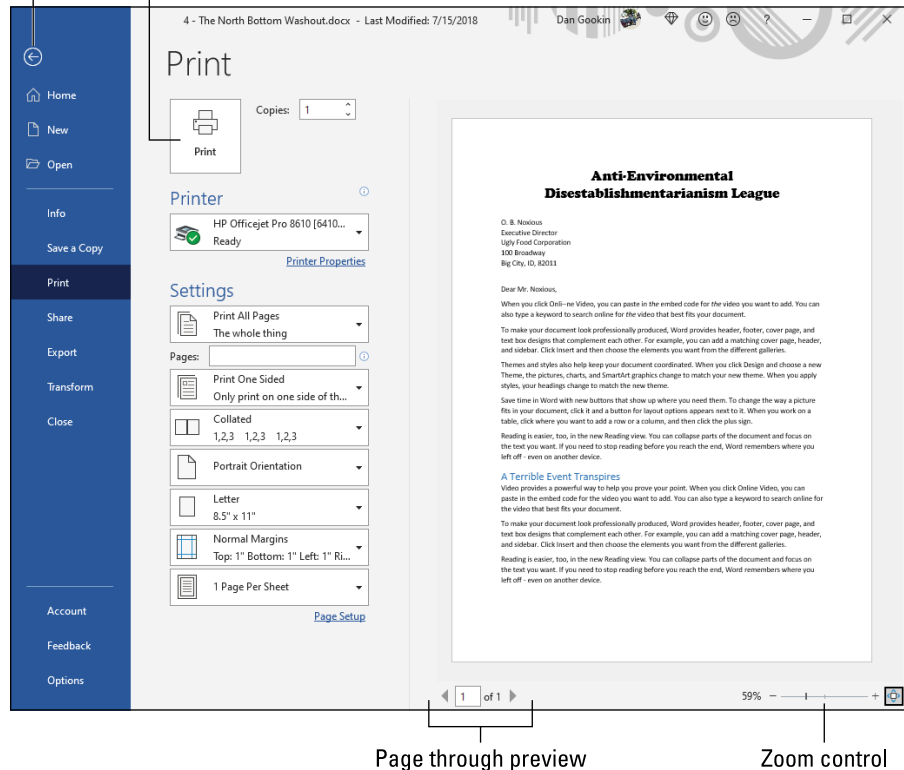 4 - The North Bottom Washout.docx - Last Modified: 7/15/2018
Dan Gookin
?
Home
New
Open
Info
Save a Copy
Print
Share
Export
Transform
Close
Account
Feedback
Options
Print
Print
Copies: 1
Printer
HP Officejet Pro 8610 [6410...
Ready
Printer Properties
Settings
Print All Pages
The whole thing
Pages:
Print One Sided
Only print on one side of th...
Collated
1,2,3 1,2,3 1,2,3
Portrait Orientation
Letter
8.5" x 11"
Normal Margins
Top: 1" Bottom: 1" Left: 1" Ri...
1 Page Per Sheet
Page Setup
Anti-Environmental
Disestablishmentarianism League
O. B. Noxious
Executive Director
Ugly Food Corporation
100 Broadway
Big City, ID, 82011
Dear Mr. Noxious,
When you click Onli--ne Video, you can paste in the embed code for the video you want to add. You can
also type a keyword to search online for the video that best fits your document.
To make your document look professionally produced, Word provides header, footer, cover page, and
text box designs that complement each other. For example, you can add a matching cover page, header,
and sidebar. Click Insert and then choose the elements you want from the different galleries.
Themes and styles also help keep your document coordinated. When you click Design and choose a new
Theme, the pictures, charts, and SmartArt graphics change to match your new theme. When you apply
styles, your headings change to match the new theme.
Save time in Word with new buttons that show up where you need them. To change the way a picture
fits in your document, click it and a button for layout options appears next to it. When you work on a
table, click where you want to add a row or a column, and then click the plus sign.
Reading is easier, too, in the new Reading view. You can collapse parts of the document and focus on
the text you want. If you need to stop reading before you reach the end, Word remembers where you
left off - even on another device.
A Terrible Event Transpires
Video provides a powerful way to help you prove your point. When you click Online Video, you can
paste in the embed code for the video you want to add. You can also type a keyword to search online for
the video that best fits your document.
To make your document look professionally produced, Word provides header, footer, cover page, and
text box designs that complement each other. For example, you can add a matching cover page, header,
and sidebar. Click Insert and then choose the elements you want from the different galleries.
Reading is easier, too, in the new Reading view. You can collapse parts of the document and focus on
the text you want. If you need to stop reading before you reach the end, Word remembers where you
left off - even on another device.
1 of 1
59%
Page through preview
Zoom control